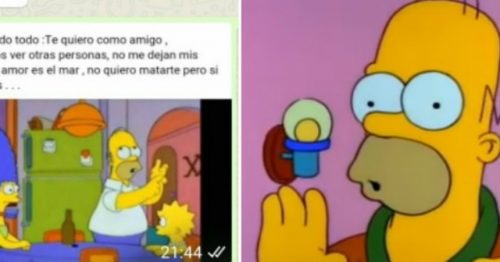 do todo :Te quiero como amigo ,
s ver otras personas, no me dejan mis
amor es el mar , no quiero matarte pero si
. . .
21:44